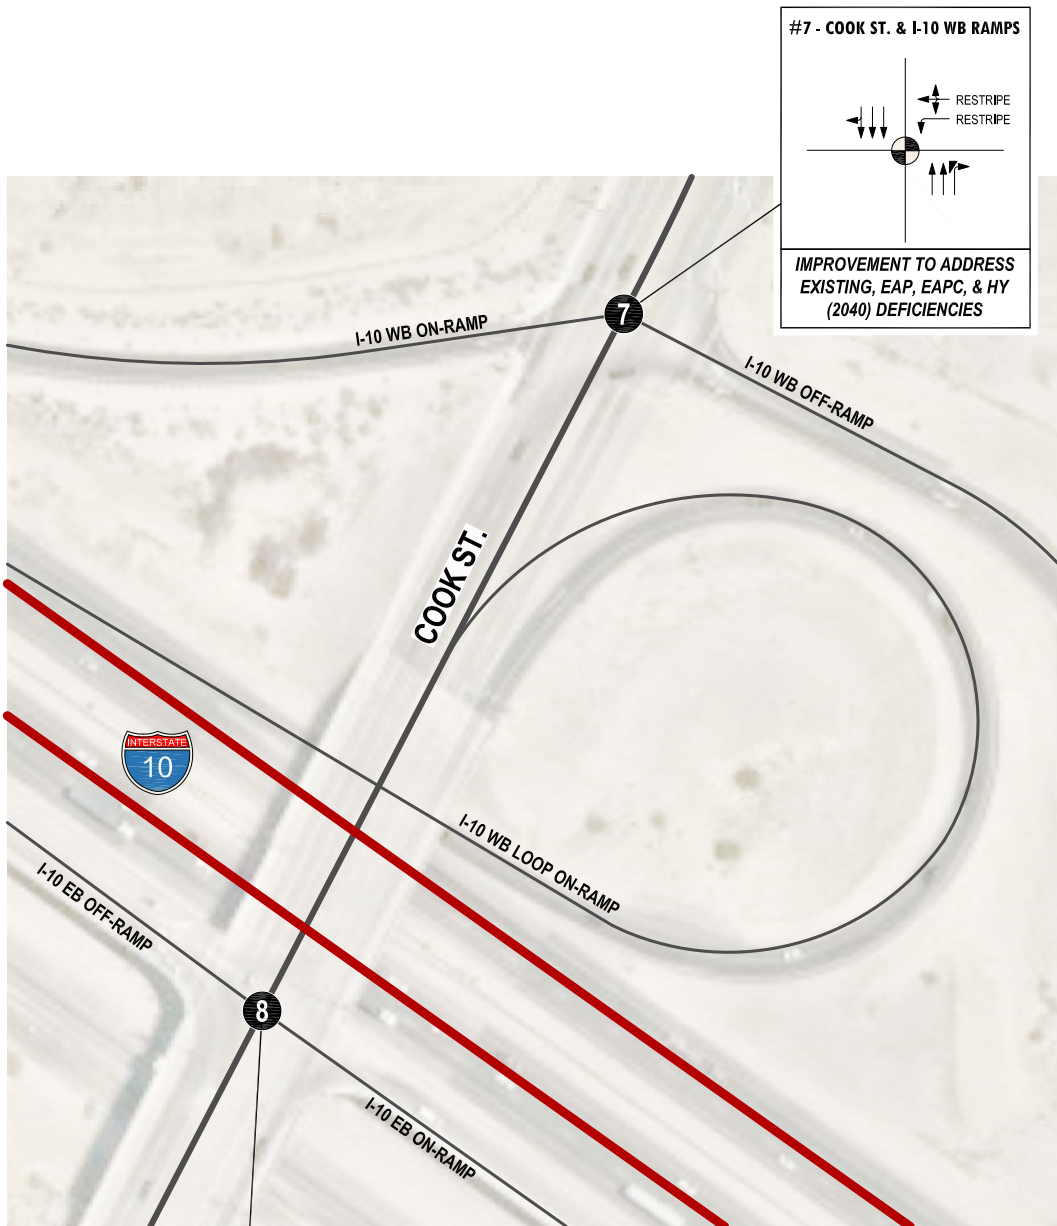 #7 - COOK ST. & I-10 WB RAMPS
RESTRIPE
RESTRIPE
IMPROVEMENT TO ADDRESS
EXISTING, EAP, EAPC, & HY
(2040) DEFICIENCIES
7
I-10 WB ON-RAMP
I-10 WB OFF-RAMP
COOK ST.
INTERSTATE
10
I-10 WB LOOP ON-RAMP
I-10 EB OFF-RAMP
8
I-10 EB ON-RAMP